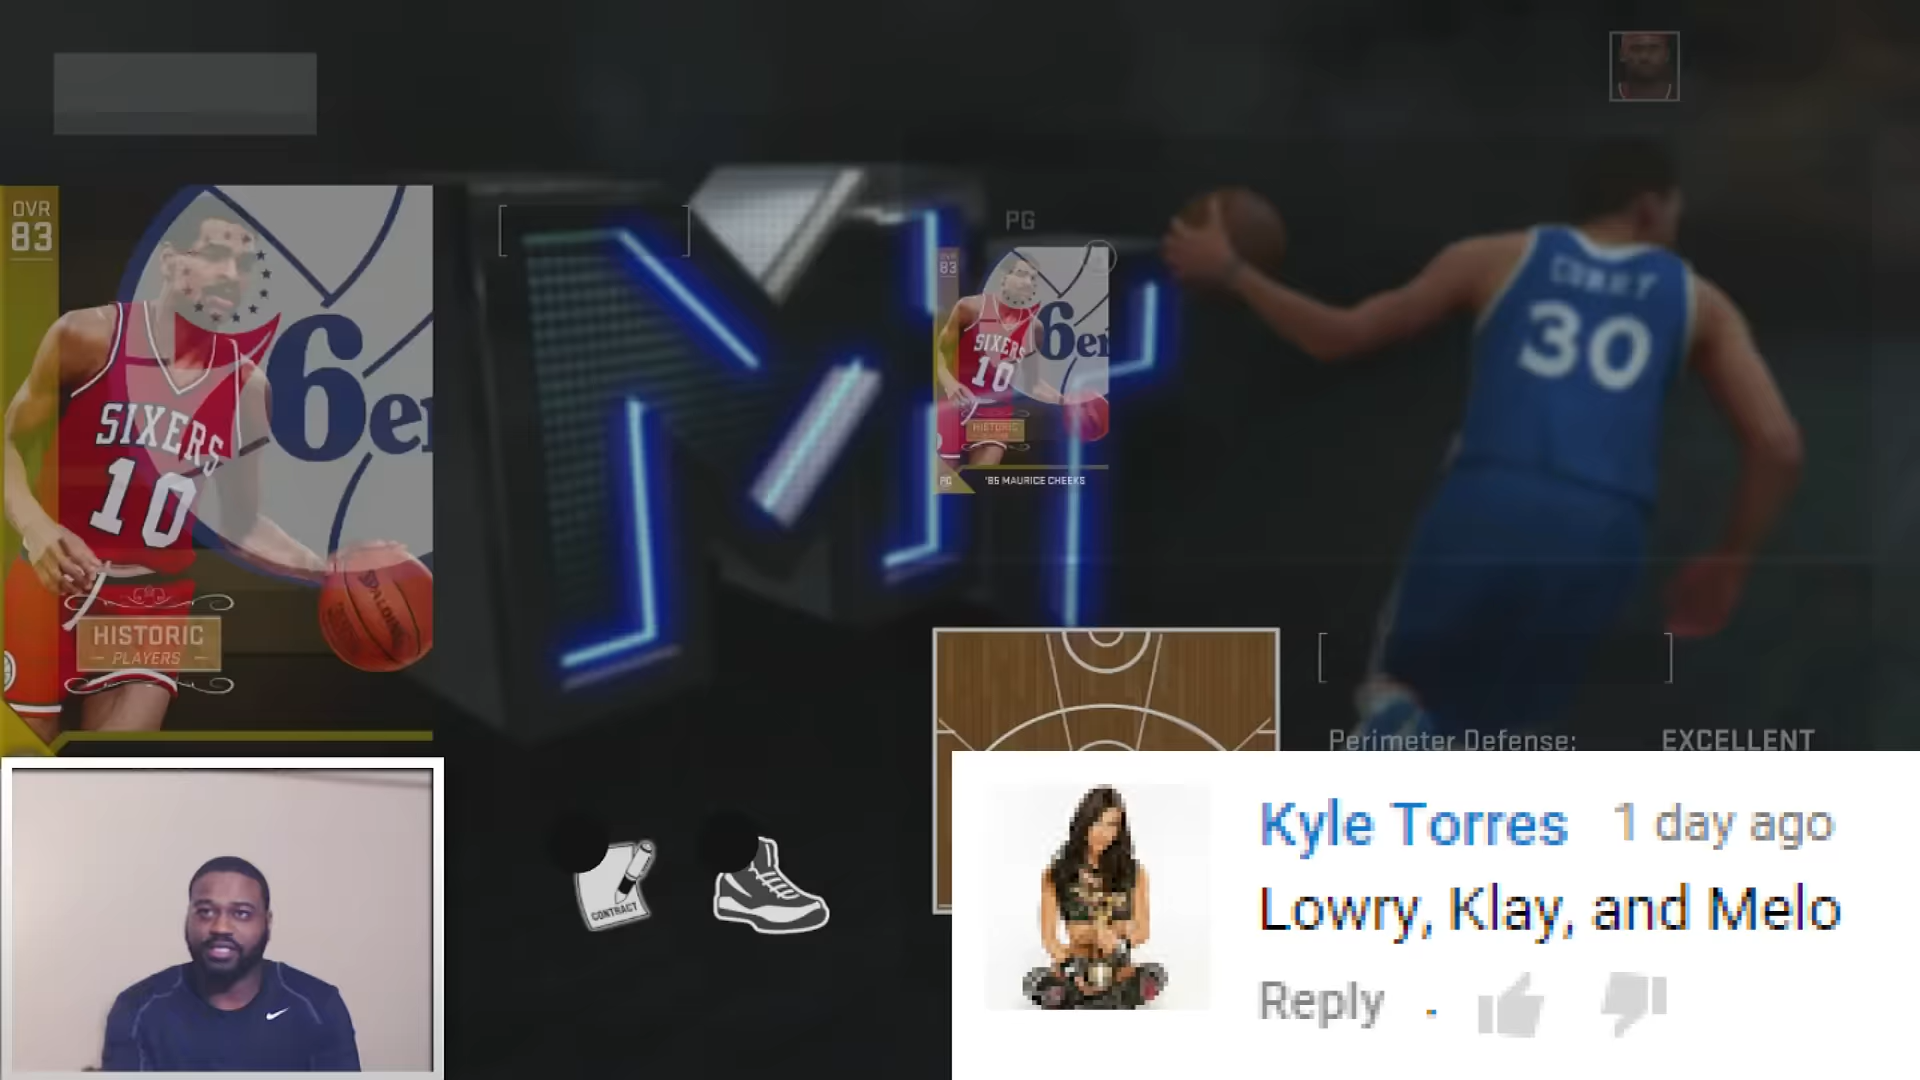 OVR
83
6er
SIXERS
10
HISTORIC
PLAYERS
PG
83
6er
SIXERS
10
HISTORIC
PG '85 MAURICE CHEEKS
CURRY
30
Perimeter Defense: EXCELLENT
CONTRACT
Kyle Torres 1 day ago
Lowry, Klay, and Melo
Reply